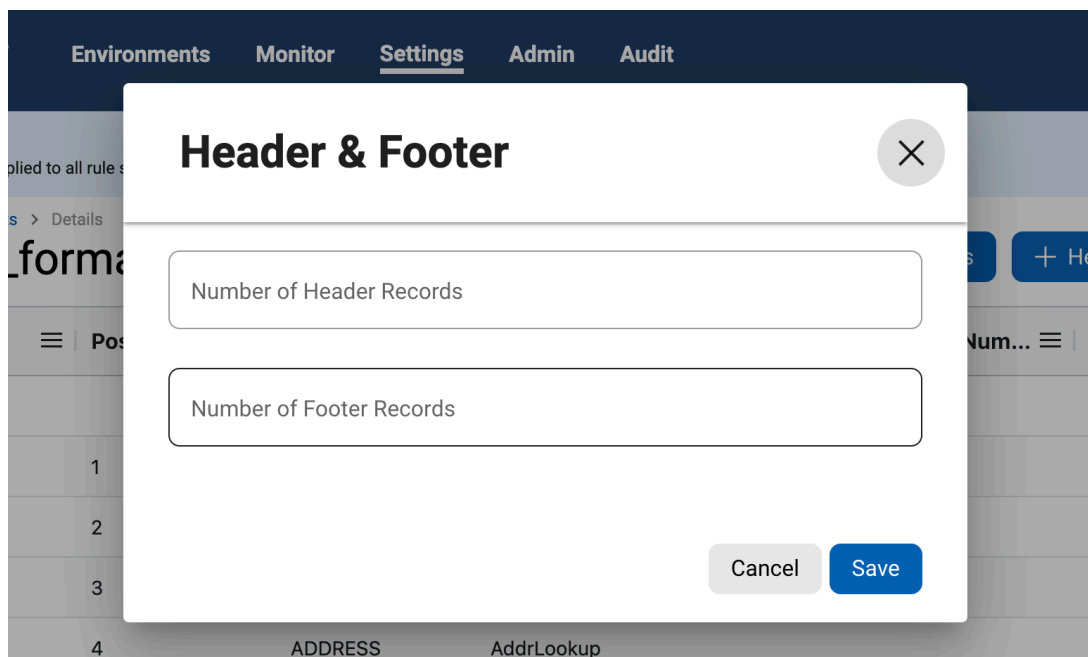 Environments Monitor Settings Admin Audit
Header & Footer
plied to all rule s
s > Details
_forma
s
+ He
Number of Header Records
Pos
Num...
Number of Footer Records
1
2
3
Cancel Save
4 ADDRESS AddrLookup